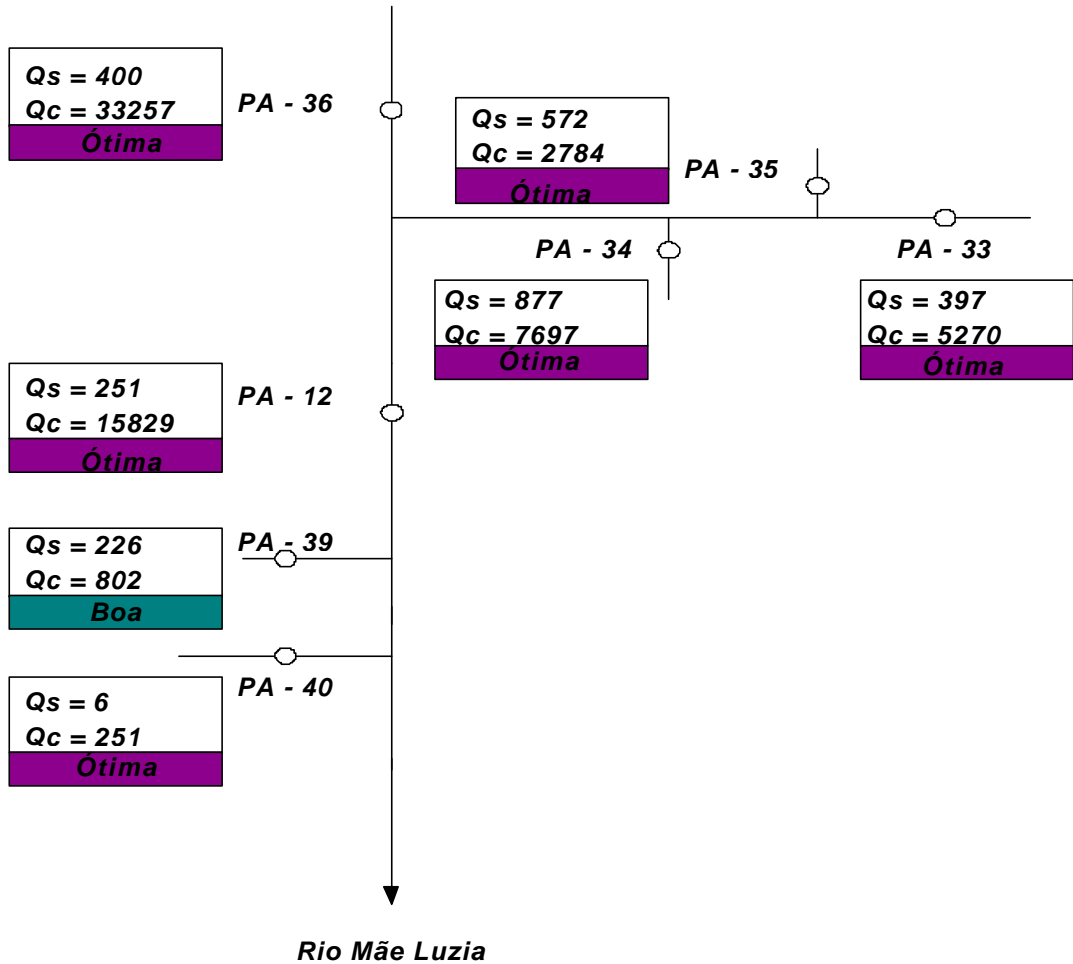 Qs = 400
Qc = 33257
Ótima
PA - 36
Qs = 572
Qc = 2784
Ótima
PA - 35
PA - 34
PA - 33
Qs = 877
Qc = 7697
Ótima
Qs = 397
Qc = 5270
Ótima
Qs = 251
Qc = 15829
Ótima
PA - 12
Qs = 226
Qc = 802
Boa
PA - 39
Qs = 6
Qc = 251
Ótima
PA - 40
Rio Mãe Luzia